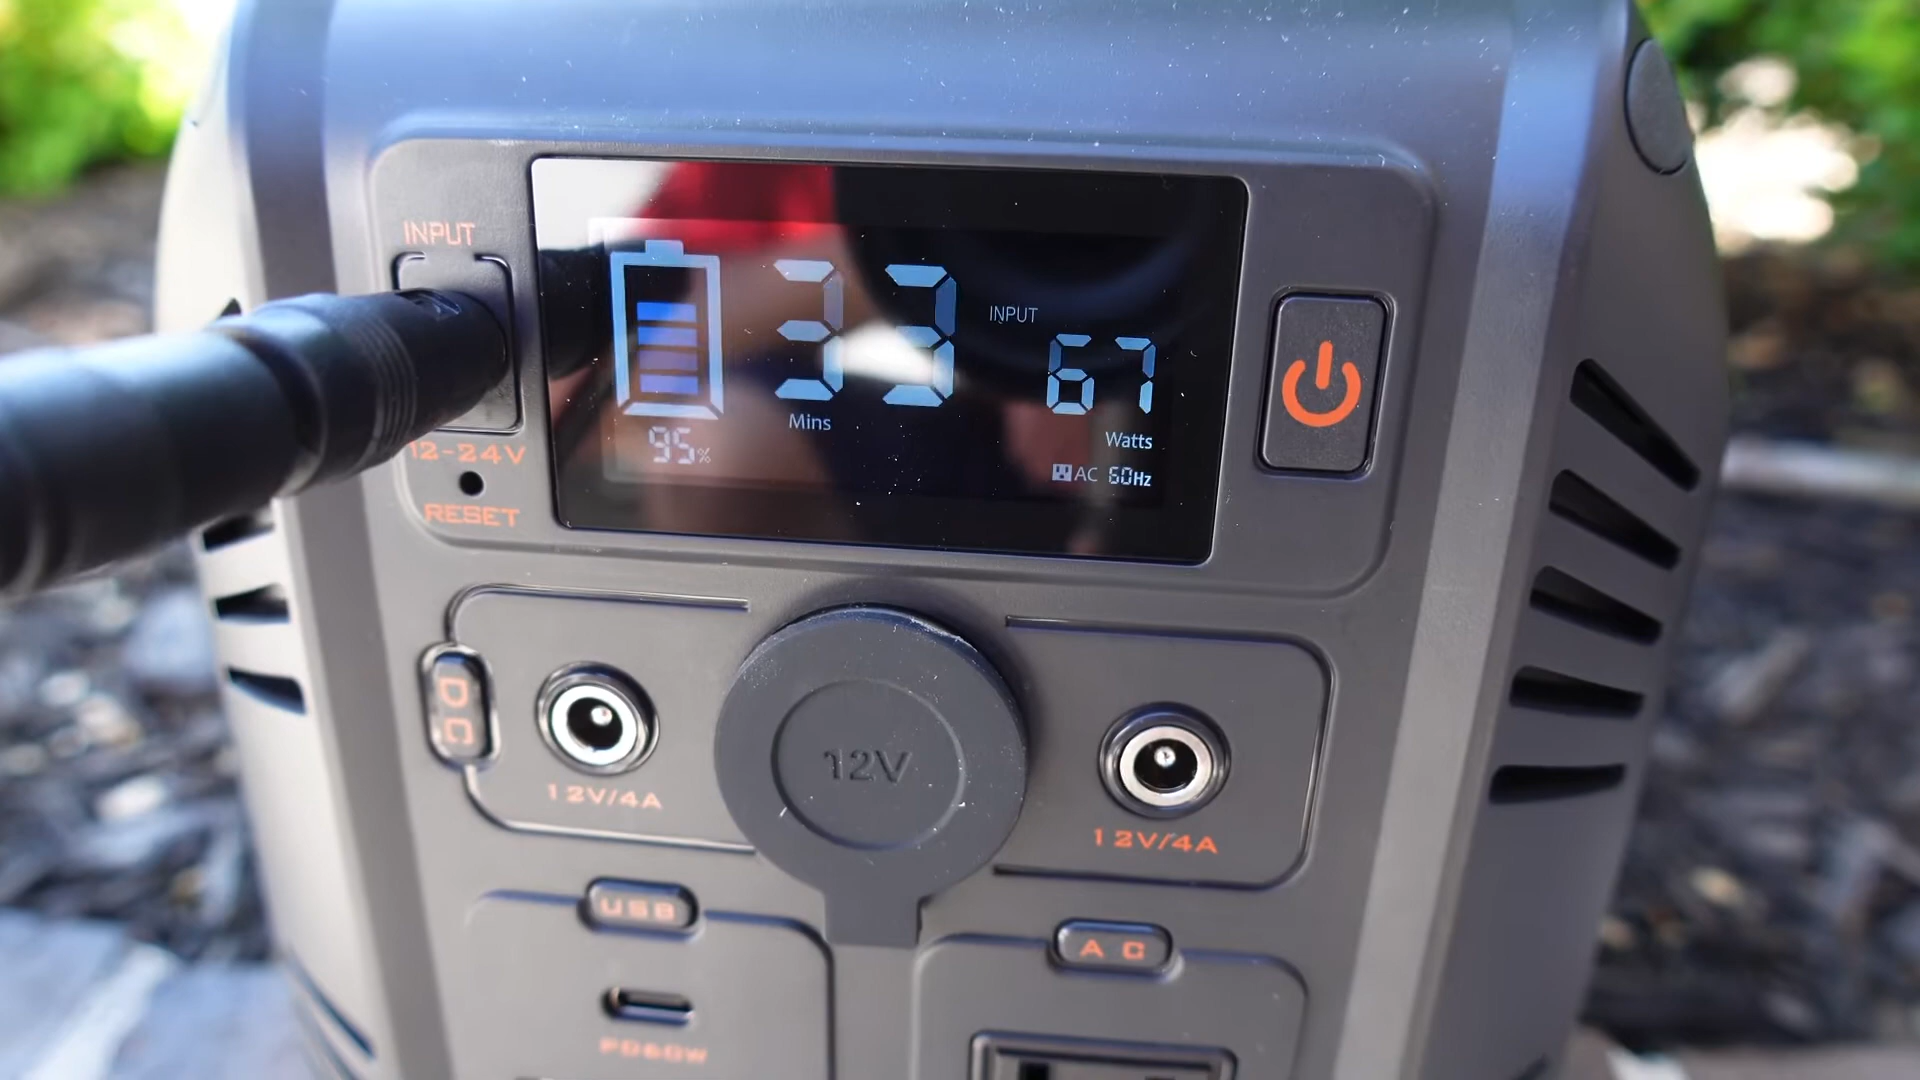 INPUT
12-24V
RESET
33
Mins
95%
INPUT
67
Watts
AC 60Hz
DC
12V/4A
12V
12V/4A
USB
PD60W
AC